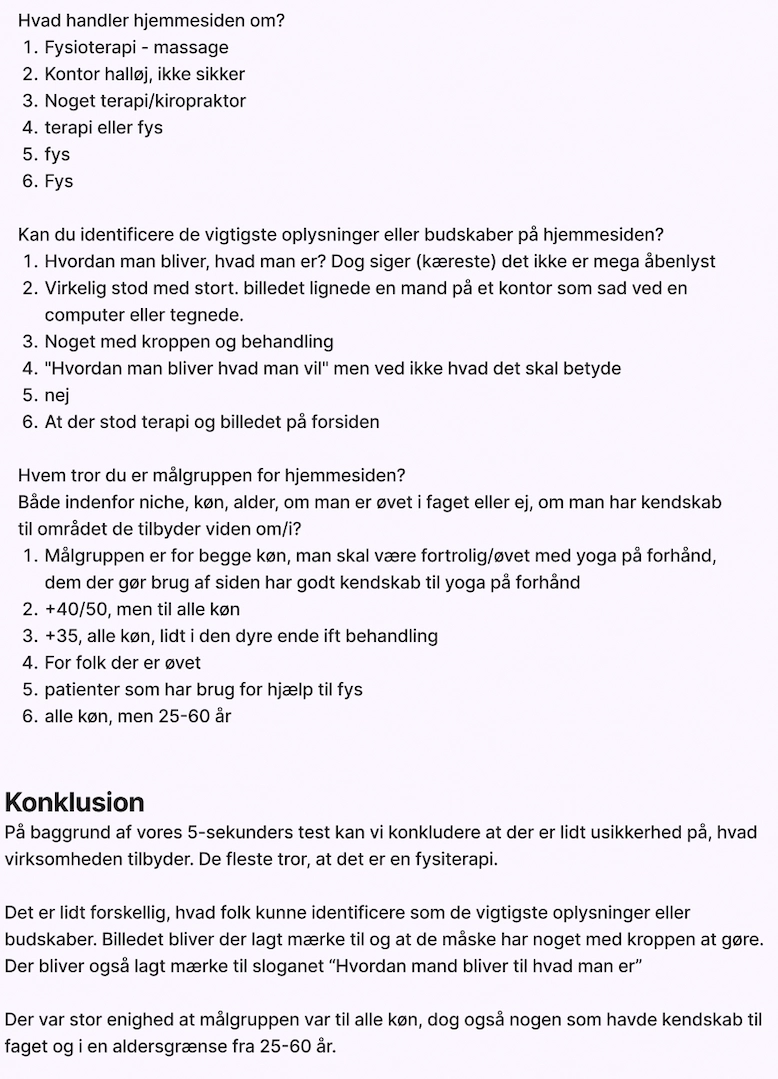 Hvad handler hjemmesiden om?
1. Fysioterapi - massage
2. Kontor halløj, ikke sikker
3. Noget terapi/kiropraktor
4. terapi eller fys
5. fys
6. Fys
Kan du identificere de vigtigste oplysninger eller budskaber på hjemmesiden?
1. Hvordan man bliver, hvad man er? Dog siger (kæreste) det ikke er mega åbenlyst
2. Virkelig stod med stort. billedet lignede en mand på et kontor som sad ved en
computer eller tegnede.
3. Noget med kroppen og behandling
4. "Hvordan man bliver hvad man vil" men ved ikke hvad det skal betyde
5. nej
6. At der stod terapi og billedet på forsiden
Hvem tror du er målgruppen for hjemmesiden?
Både indenfor niche, køn, alder, om man er øvet i faget eller ej, om man har kendskab
til området de tilbyder viden om/i?
1. Målgruppen er for begge køn, man skal være fortrolig/øvet med yoga på forhånd,
dem der gør brug af siden har godt kendskab til yoga på forhånd
2. +40/50, men til alle køn
3. +35, alle køn, lidt i den dyre ende ift behandling
4. For folk der er øvet
5. patienter som har brug for hjælp til fys
6. alle køn, men 25-60 år
Konklusion
På baggrund af vores 5-sekunders test kan vi konkludere at der er lidt usikkerhed på, hvad
virksomheden tilbyder. De fleste tror, at det er en fysiterapi.
Det er lidt forskellig, hvad folk kunne identificere som de vigtigste oplysninger eller
budskaber. Billedet bliver der lagt mærke til og at de måske har noget med kroppen at gøre.
Der bliver også lagt mærke til sloganet “Hvordan mand bliver til hvad man er”
Der var stor enighed at målgruppen var til alle køn, dog også nogen som havde kendskab til
faget og i en aldersgrænse fra 25-60 år.